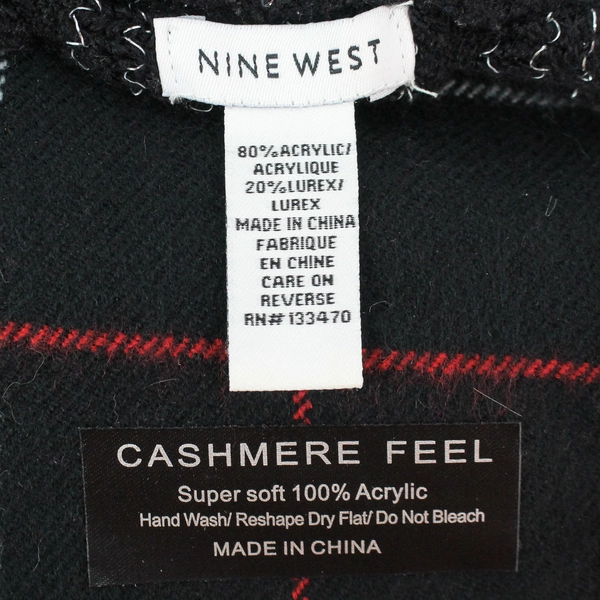 NINE WEST
80%ACRYLIC/
ACRYLIQUE
20%LUREX/
LUREX
MADE IN CHINA
FABRIQUE
EN CHINE
CARE ON
REVERSE
RN# 133470
CASHMERE FEEL
Super soft 100% Acrylic
Hand Wash/ Reshape Dry Flat/ Do Not Bleach
MADE IN CHINA